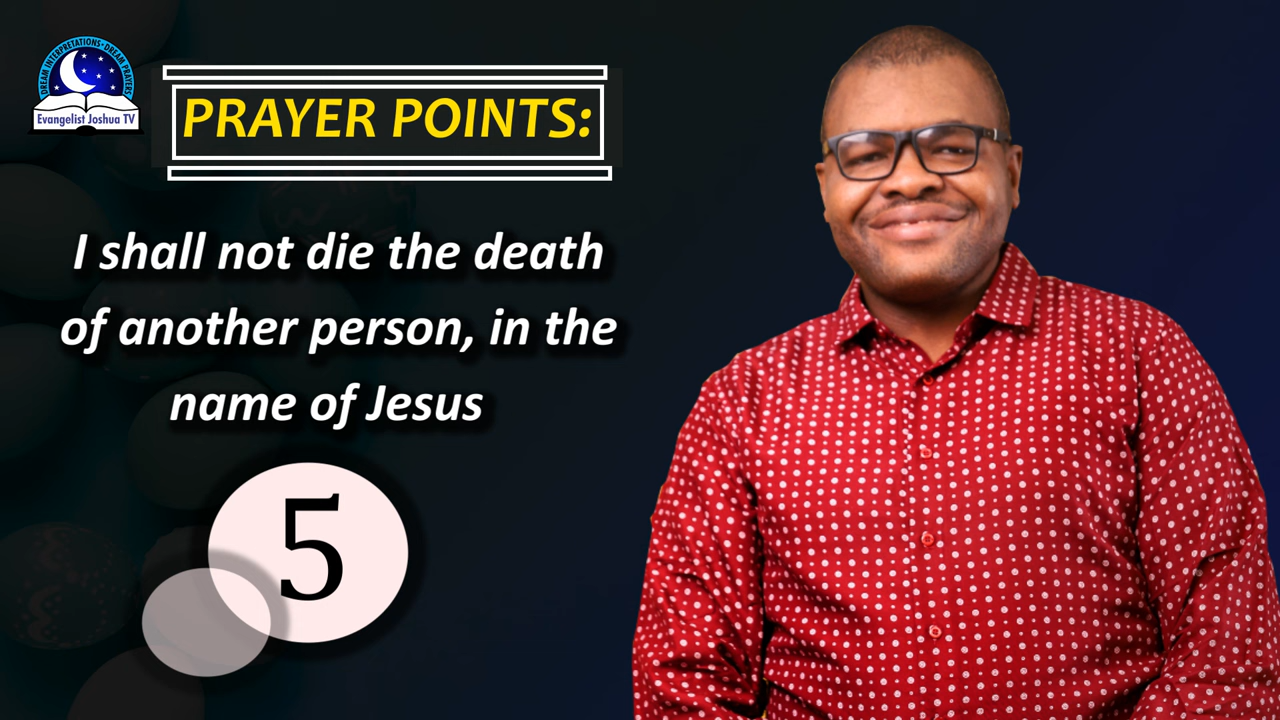 DREAM INTERPRETATIONS • DREAM PRAYERS
Evangelist Joshua TV
PRAYER POINTS:
I shall not die the death
of another person, in the
name of Jesus
5